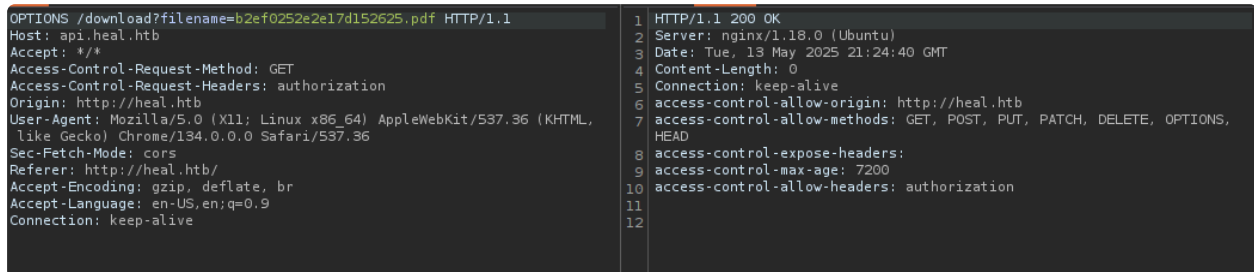 OPTIONS /download?filename=b2ef0252e2e17d152625.pdf HTTP/1.1
Host: api.heal.htb
Accept: */*
Access-Control-Request-Method: GET
Access-Control-Request-Headers: authorization
Origin: http://heal.htb
User-Agent: Mozilla/5.0 (X11; Linux x86_64) AppleWebKit/537.36 (KHTML,
like Gecko) Chrome/134.0.0.0 Safari/537.36
Sec-Fetch-Mode: cors
Referer: http://heal.htb/
Accept-Encoding: gzip, deflate, br
Accept-Language: en-US,en;q=0.9
Connection: keep-alive
1 HTTP/1.1 200 OK
2 Server: nginx/1.18.0 (Ubuntu)
3 Date: Tue, 13 May 2025 21:24:40 GMT
4 Content-Length: 0
5 Connection: keep-alive
6 access-control-allow-origin: http://heal.htb
7 access-control-allow-methods: GET, POST, PUT, PATCH, DELETE, OPTIONS,
HEAD
8 access-control-expose-headers:
9 access-control-max-age: 7200
10 access-control-allow-headers: authorization
11
12